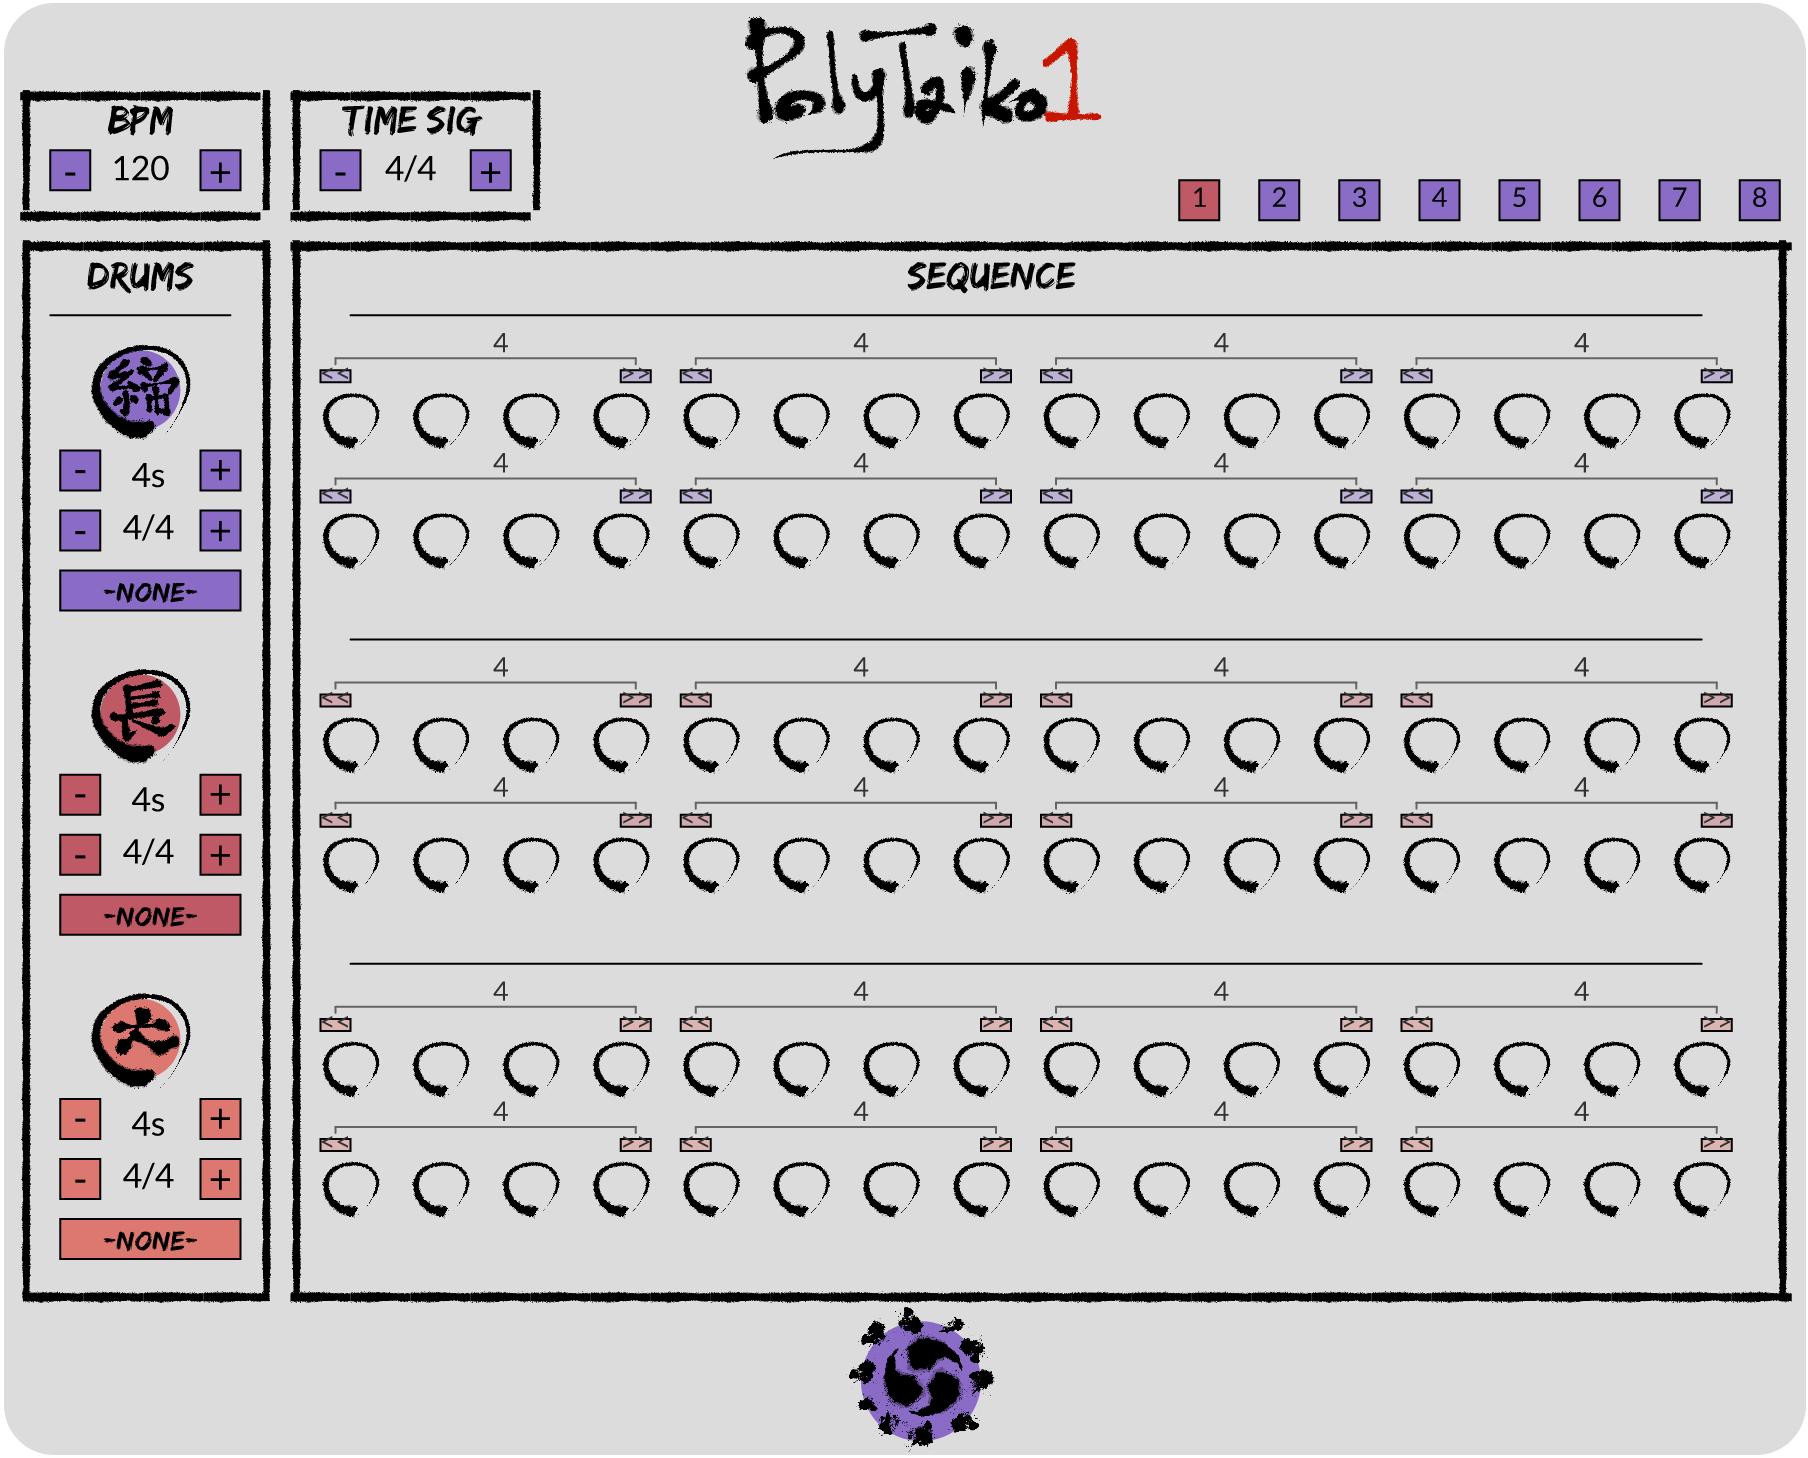 PolyTaiko1
BPM
- 120 +
TIME SIG
- 4/4 +
1 2 3 4 5 6 7 8
DRUMS
締
- 4s +
- 4/4 +
-NONE-
長
- 4s +
- 4/4 +
-NONE-
大
- 4s +
- 4/4 +
-NONE-
SEQUENCE
4 4 4 4
<< >> << >> << >> << >>
4 4 4 4
<< >> << >> << >> << >>
4 4 4 4
<< >> << >> << >> << >>
4 4 4 4
<< >> << >> << >> << >>
4 4 4 4
<< >> << >> << >> << >>
4 4 4 4
<< >> << >> << >> << >>